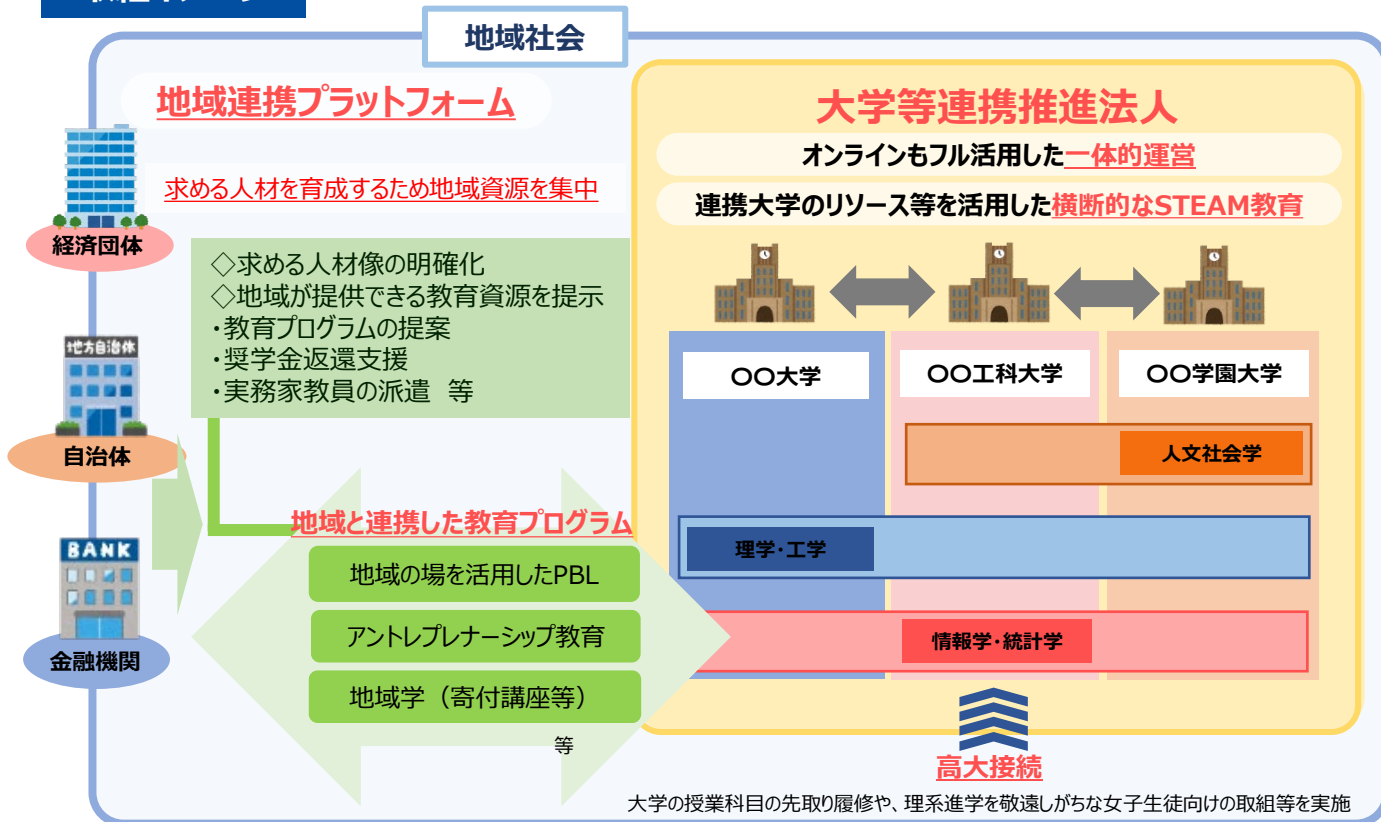 地域社会
地域連携プラットフォーム
求める人材を育成するため地域資源を集中
経済団体
◇求める人材像の明確化
◇地域が提供できる教育資源を提示
・教育プログラムの提案
・奨学金返還支援
・実務家教員の派遣 等
地方自治体
自治体
BANK
金融機関
地域と連携した教育プログラム
地域の場を活用したPBL
アントレプレナーシップ教育
地域学（寄付講座等）
等
大学等連携推進法人
オンラインもフル活用した一体的運営
連携大学のリソース等を活用した横断的なSTEAM教育
〇〇大学
〇〇工科大学
〇〇学園大学
人文社会学
理学・工学
情報学・統計学
高大接続
大学の授業科目の先取り履修や、理系進学を敬遠しがちな女子生徒向けの取組等を実施